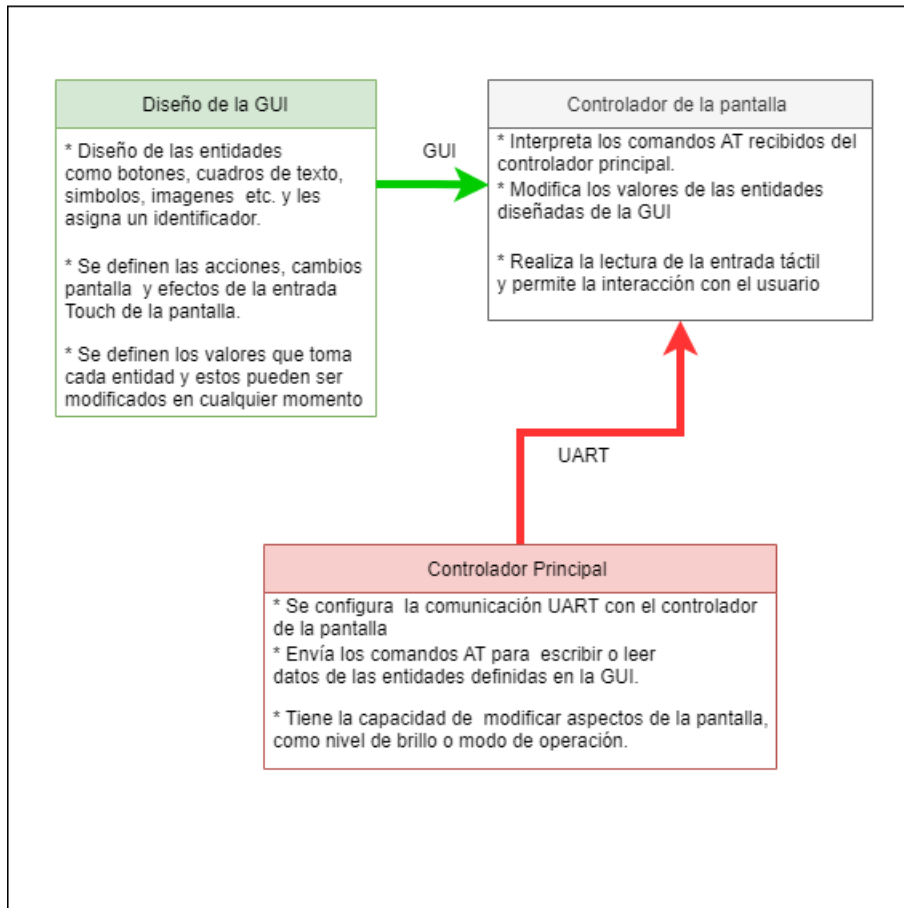 Diseño de la GUI
* Diseño de las entidades
como botones, cuadros de texto,
simbolos, imagenes etc. y les
asigna un identificador.
* Se definen las acciones, cambios
pantalla y efectos de la entrada
Touch de la pantalla.
* Se definen los valores que toma
cada entidad y estos pueden ser
modificados en cualquier momento
GUI
Controlador de la pantalla
* Interpreta los comandos AT recibidos del
controlador principal.
* Modifica los valores de las entidades
diseñadas de la GUI
* Realiza la lectura de la entrada táctil
y permite la interacción con el usuario
UART
Controlador Principal
* Se configura la comunicación UART con el controlador
de la pantalla
* Envía los comandos AT para escribir o leer
datos de las entidades definidas en la GUI.
* Tiene la capacidad de modificar aspectos de la pantalla,
como nivel de brillo o modo de operación.